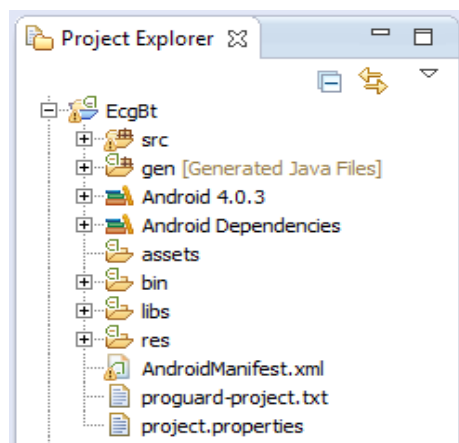 Project Explorer
EcgBt
src
gen [Generated Java Files]
Android 4.0.3
Android Dependencies
assets
bin
libs
res
AndroidManifest.xml
proguard-project.txt
project.properties